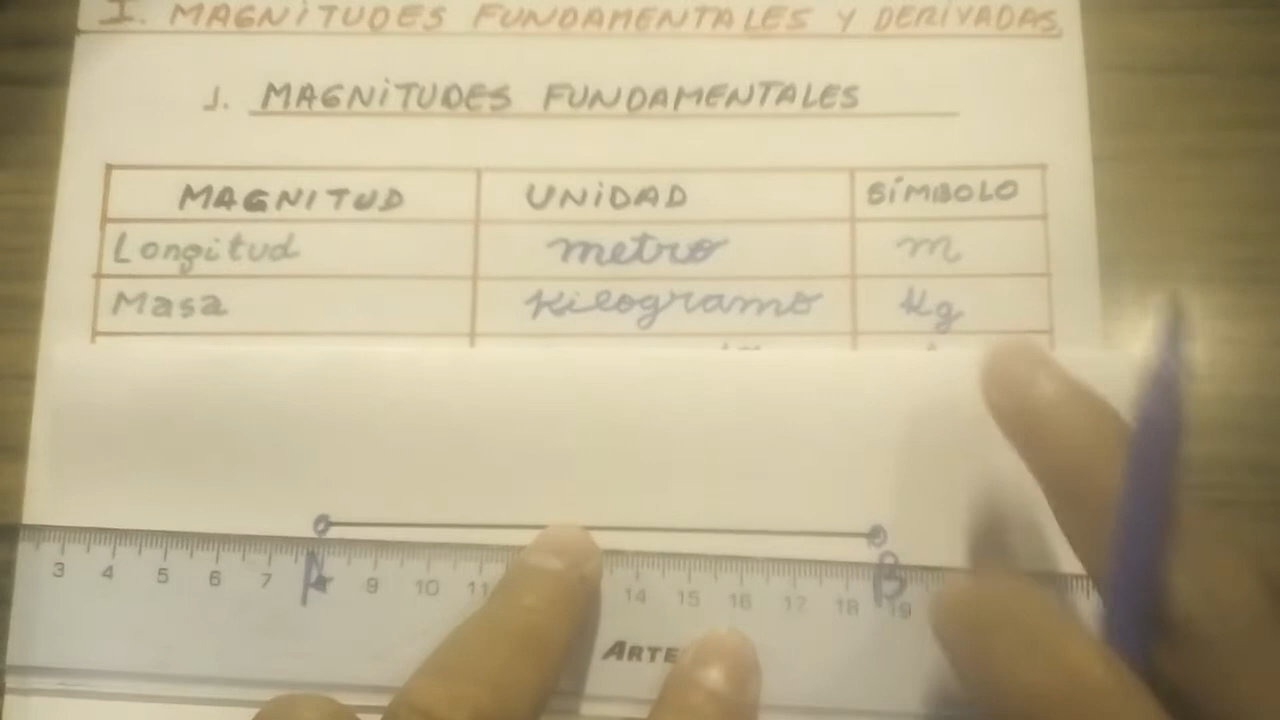 I. MAGNITUDES FUNDAMENTALES Y DERIVADAS
1. MAGNITUDES FUNDAMENTALES
MAGNITUD UNIDAD SÍMBOLO
Longitud metro m
Masa Kilogramo Kg
A B
3 4 5 6 7 9 10 11 14 15 16 17 18 19